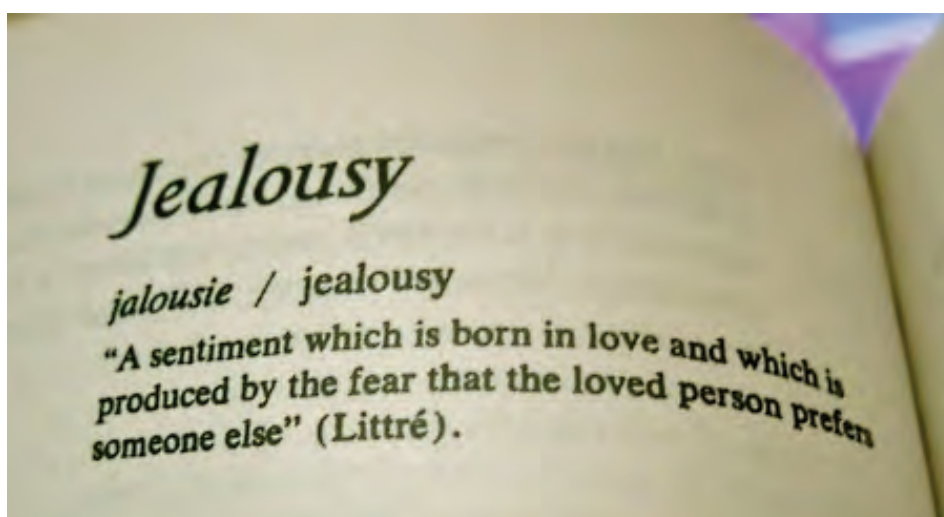 Jealousy
jalousie / jealousy
“A sentiment which is born in love and which is
produced by the fear that the loved person prefers
someone else” (Littré).